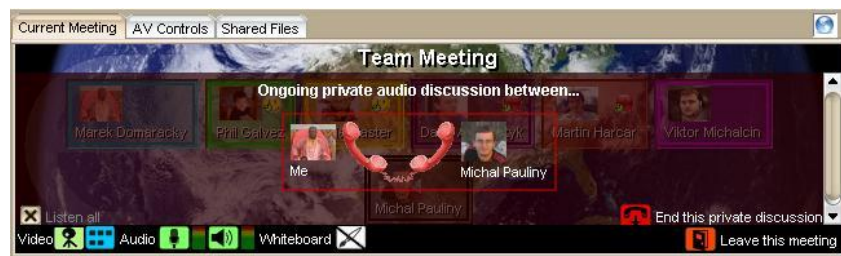 Current Meeting AV Controls Shared Files
Team Meeting
Ongoing private audio discussion between...
Marek Domaracky Phil Galvez Martin Harcar Viktor Michalcin
Me Michal Pauliny
Michal Pauliny
Listen all End this private discussion
Video Audio Whiteboard Leave this meeting